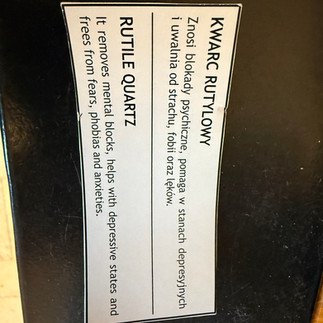 KWARC RUTYLOWY
Znosi blokady psychiczne, pomaga w stanach depresyjnych
i uwalnia od strachu, fobii oraz lęków.
RUTILE QUARTZ
It removes mental blocks, helps with depressive states and
frees from fears, phobias and anxieties.